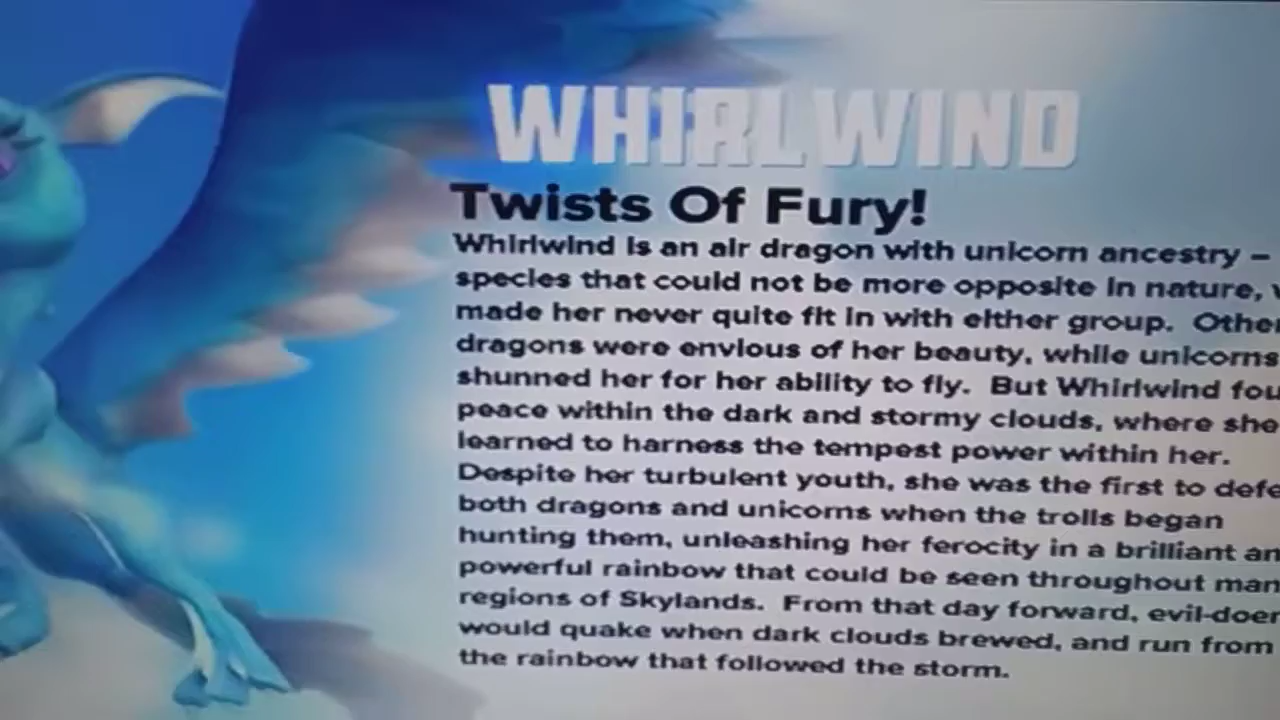 WHIRLWIND
Twists Of Fury!
Whirlwind is an air dragon with unicorn ancestry –
species that could not be more opposite in nature,
made her never quite fit in with either group. Other
dragons were envious of her beauty, while unicorns
shunned her for her ability to fly. But Whirlwind fou
peace within the dark and stormy clouds, where she
learned to harness the tempest power within her.
Despite her turbulent youth, she was the first to defe
both dragons and unicorns when the trolls began
hunting them, unleashing her ferocity in a brilliant an
powerful rainbow that could be seen throughout man
regions of Skylands. From that day forward, evil-doer
would quake when dark clouds brewed, and run from
the rainbow that followed the storm.